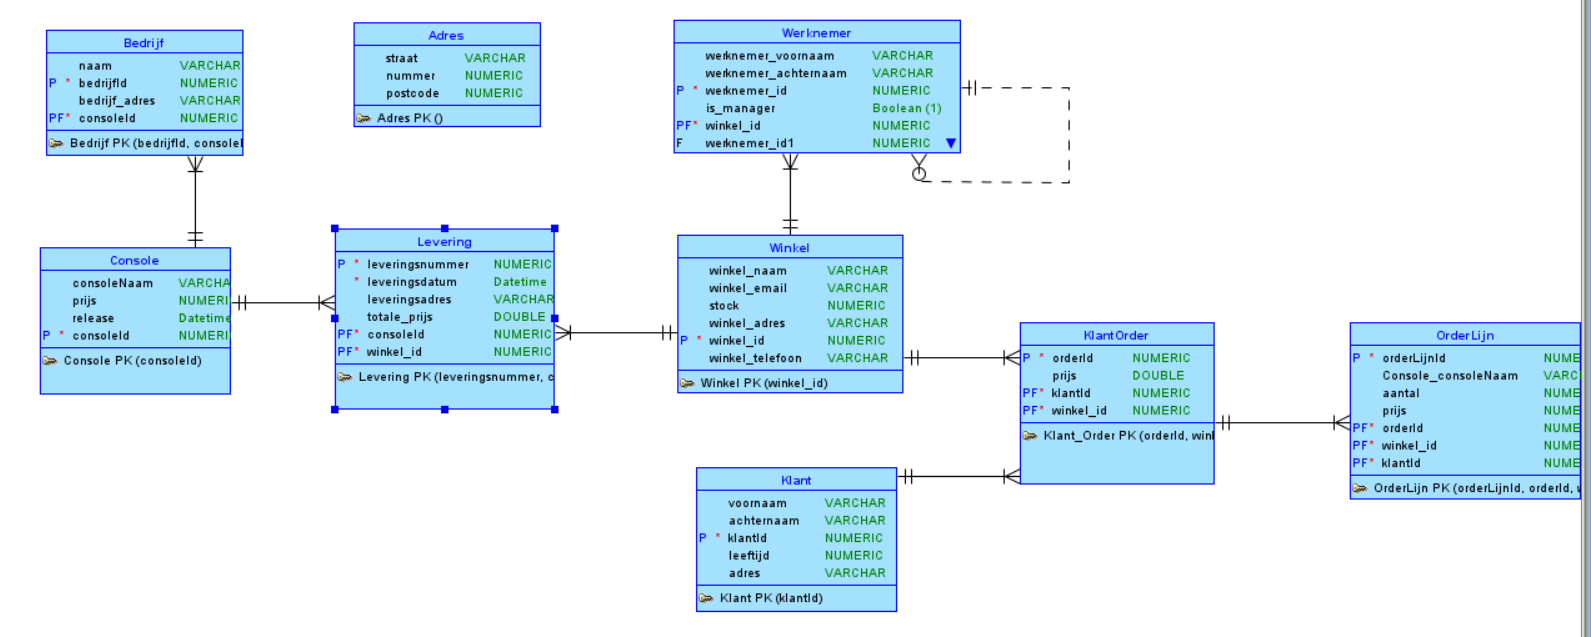 Bedrijf
naam VARCHAR
P * bedrijfId NUMERIC
bedrijf_adres VARCHAR
PF* consoleId NUMERIC
Bedrijf PK (bedrijfId, consoleI
Adres
straat VARCHAR
nummer NUMERIC
postcode NUMERIC
Adres PK ()
Werknemer
werknemer_voornaam VARCHAR
werknemer_achternaam VARCHAR
P * werknemer_id NUMERIC
is_manager Boolean (1)
PF* winkel_id NUMERIC
F werknemer_id1 NUMERIC
Console
consoleNaam VARCHA
prijs NUMERI
release Datetime
P * consoleId NUMERI
Console PK (consoleId)
Levering
P * leveringsnummer NUMERIC
* leveringsdatum Datetime
leveringsadres VARCHAR
totale_prijs DOUBLE
PF* consoleId NUMERIC
PF* winkel_id NUMERIC
Levering PK (leveringsnummer, c
Winkel
winkel_naam VARCHAR
winkel_email VARCHAR
stock NUMERIC
winkel_adres VARCHAR
P * winkel_id NUMERIC
winkel_telefoon VARCHAR
Winkel PK (winkel_id)
KlantOrder
P * orderId NUMERIC
prijs DOUBLE
PF* klantId NUMERIC
PF* winkel_id NUMERIC
Klant_Order PK (orderId, wink
OrderLijn
P * orderLijnId NUME
Console_consoleNaam VARC
aantal NUME
prijs NUME
PF* orderId NUME
PF* winkel_id NUME
PF* klantId NUME
OrderLijn PK (orderLijnId, orderId, w
Klant
voornaam VARCHAR
achternaam VARCHAR
P * klantId NUMERIC
leeftijd NUMERIC
adres VARCHAR
Klant PK (klantId)